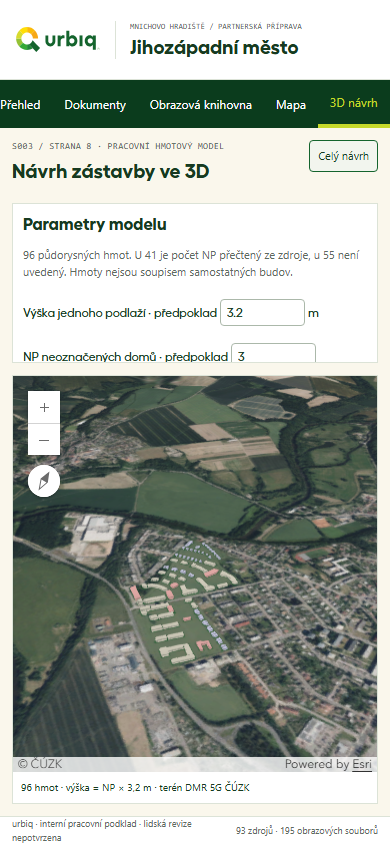 urbıq
MNICHOVO HRADIŠTĚ / PARTNERSKÁ PŘÍPRAVA
Jihozápadní město
Přehled
Dokumenty
Obrazová knihovna
Mapa
3D návrh
S003 / STRANA 8 · PRACOVNÍ HMOTOVÝ MODEL
Návrh zástavby ve 3D
Celý návrh
Parametry modelu
96 půdorysných hmot. U 41 je počet NP přečtený ze zdroje, u 55 není
uvedený. Hmoty nejsou soupisem samostatných budov.
Výška jednoho podlaží · předpoklad 3.2 m
NP neoznačených domů · předpoklad 3
© ČÚZK
Powered by Esri
96 hmot · výška = NP × 3,2 m · terén DMR 5G ČÚZK
urbiq · interní pracovní podklad · lidská revize
nepotvrzena
93 zdrojů · 195 obrazových souborů